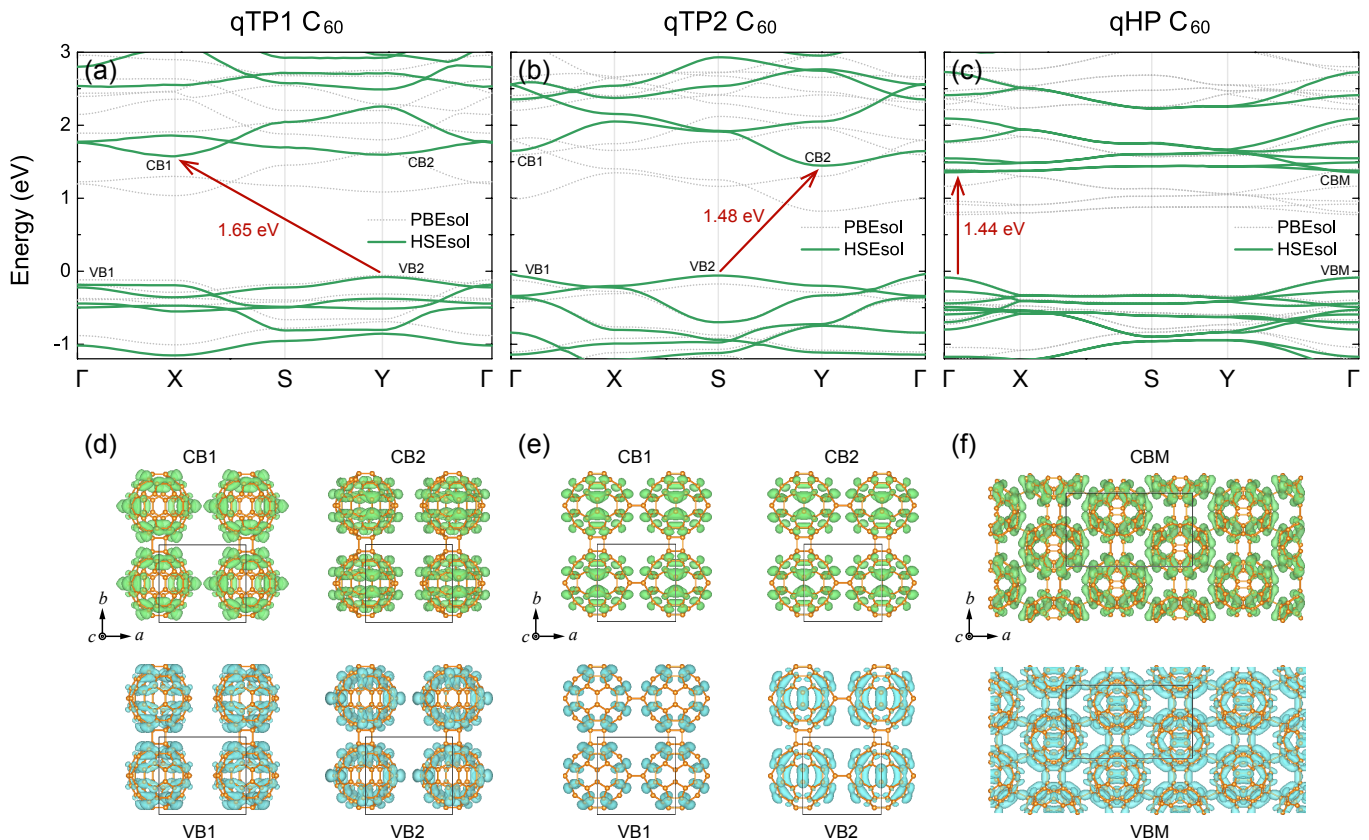 qTP1 C60
qTP2 C60
qHP C60
Energy (eV)
3
2
1
0
-1
(a)
CB1
CB2
1.65 eV
PBEsol
HSEsol
VB1
VB2
Γ
X
S
Y
Γ
(b)
CB1
CB2
1.48 eV
PBEsol
HSEsol
VB1
VB2
Γ
X
S
Y
Γ
(c)
CBM
1.44 eV
PBEsol
HSEsol
VBM
Γ
X
S
Y
Γ
(d)
CB1
CB2
b
c
a
VB1
VB2
(e)
CB1
CB2
b
c
a
VB1
VB2
(f)
CBM
b
c
a
VBM